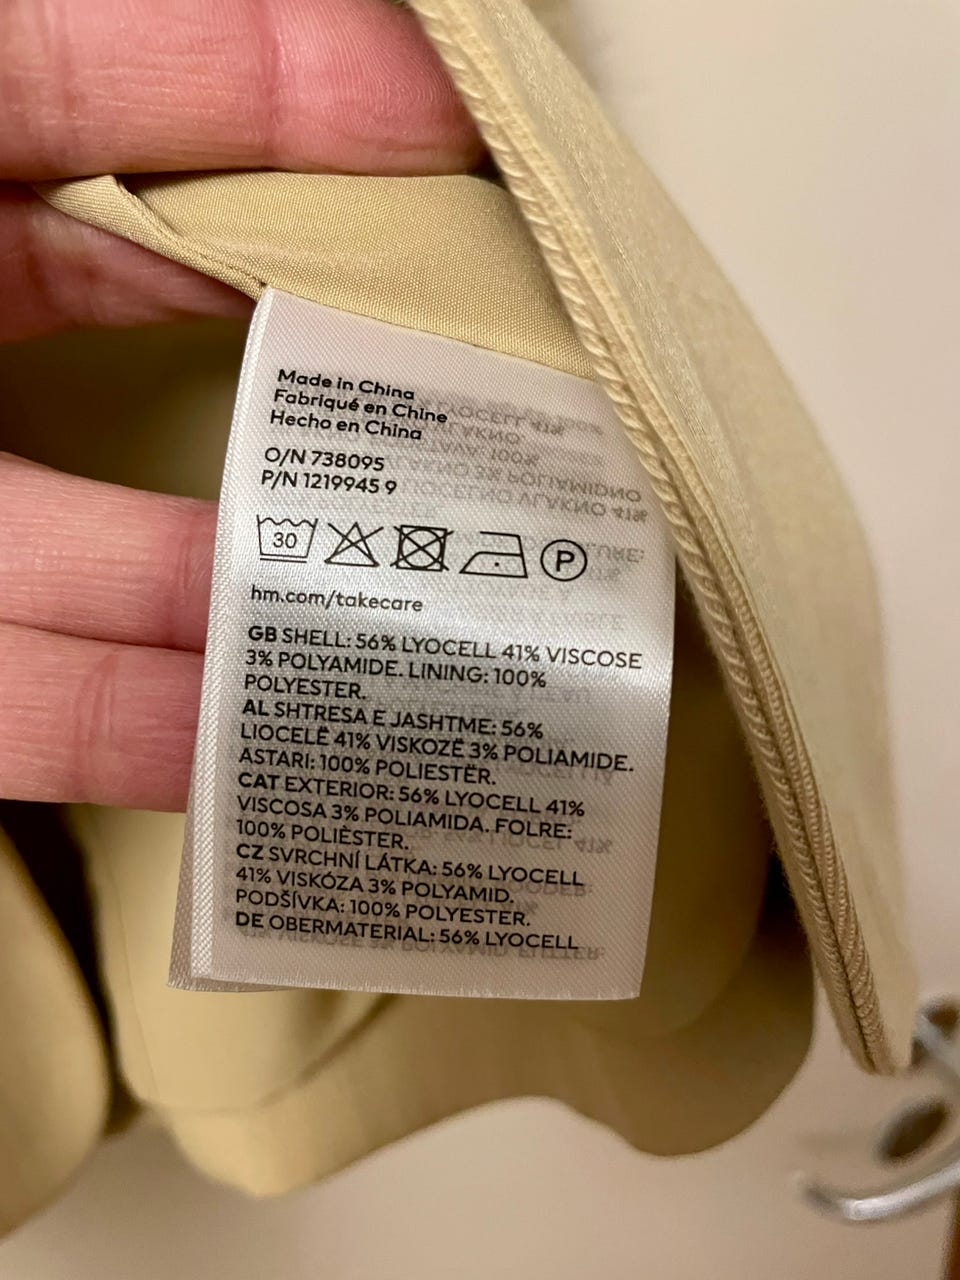 Made in China
Fabriqué en Chine
Hecho en China
O/N 738095
P/N 1219945 9
30 P
hm.com/takecare
GB SHELL: 56% LYOCELL 41% VISCOSE
3% POLYAMIDE. LINING: 100%
POLYESTER.
AL SHTRESA E JASHTME: 56%
LIOCELË 41% VISKOZË 3% POLIAMIDE.
ASTARI: 100% POLIESTËR.
CAT EXTERIOR: 56% LYOCELL 41%
VISCOSA 3% POLIAMIDA. FOLRE:
100% POLIÈSTER.
CZ SVRCHNÍ LÁTKA: 56% LYOCELL
41% VISKÓZA 3% POLYAMID.
PODŠÍVKA: 100% POLYESTER.
DE OBERMATERIAL: 56% LYOCELL